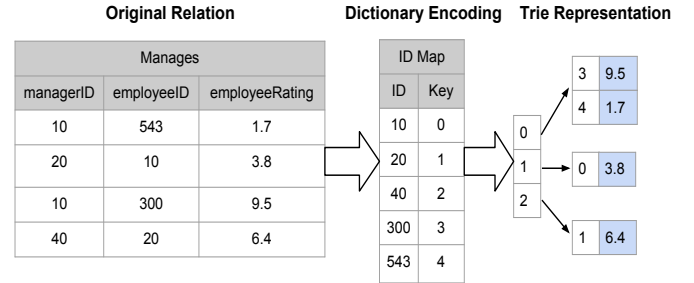 Original Relation
Dictionary Encoding
Trie Representation
Manages
managerID employeeID employeeRating
10 543 1.7
20 10 3.8
10 300 9.5
40 20 6.4
ID Map
ID Key
10 0
20 1
40 2
300 3
543 4
0
1
2
3 9.5
4 1.7
0 3.8
1 6.4